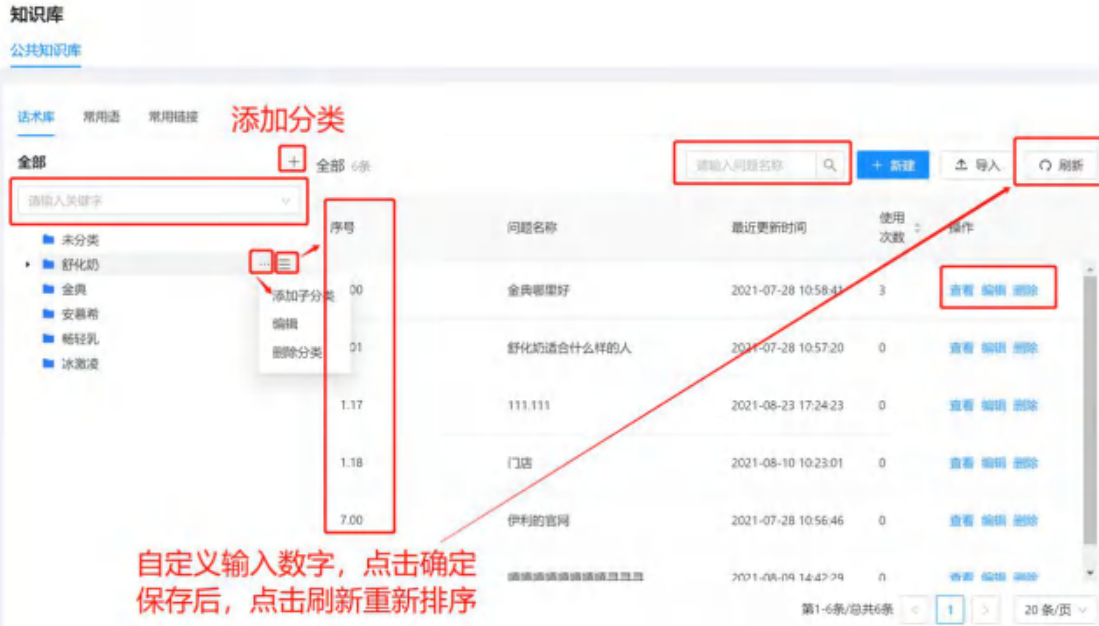 知识库
公共知识库
话术库 常用语 常用链接 添加分类
全部 + 全部 6条 请输入问题名称 + 新建 导入 刷新
请输入关键字
序号 问题名称 最近更新时间 使用次数 操作
未分类
舒化奶
金典
安慕希
畅轻乳
冰激凌
添加子分类
编辑
删除分类
00 金典哪里好 2021-07-28 10:58:41 3 查看 编辑 删除
01 舒化奶适合什么样的人 2021-07-28 10:57:20 0 查看 编辑 删除
1.17 111.111 2021-08-23 17:24:23 0 查看 编辑 删除
1.18 门店 2021-08-10 10:23:01 0 查看 编辑 删除
7.00 伊利的官网 2021-07-28 10:56:46 0 查看 编辑 删除
2021-08-09 14:42:29 0 查看 编辑 删除
自定义输入数字，点击确定
保存后，点击刷新重新排序
第1-6条/总共6条 < 1 > 20 条/页